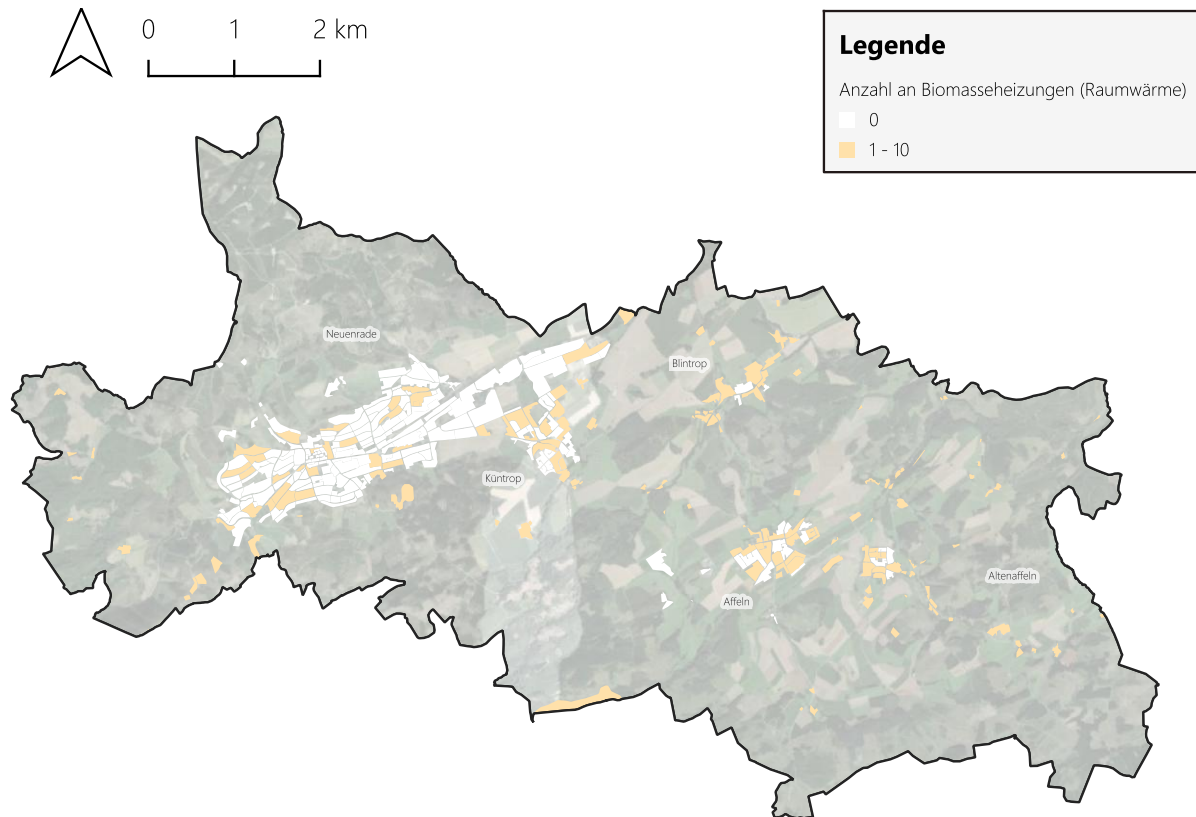 0 1 2 km
Legende
Anzahl an Biomasseheizungen (Raumwärme)
0
1 - 10
Neuenrade
Blintrop
Küntrop
Altenaffeln
Affeln